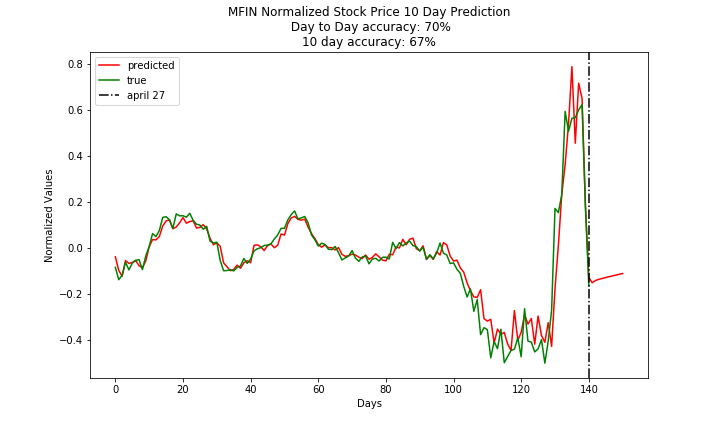 MFIN Normalized Stock Price 10 Day Prediction
Day to Day accuracy: 70%
10 day accuracy: 67%
predicted
true
april 27
Normalized Values
0.8
0.6
0.4
0.2
0.0
−0.2
−0.4
0 20 40 60 80 100 120 140
Days